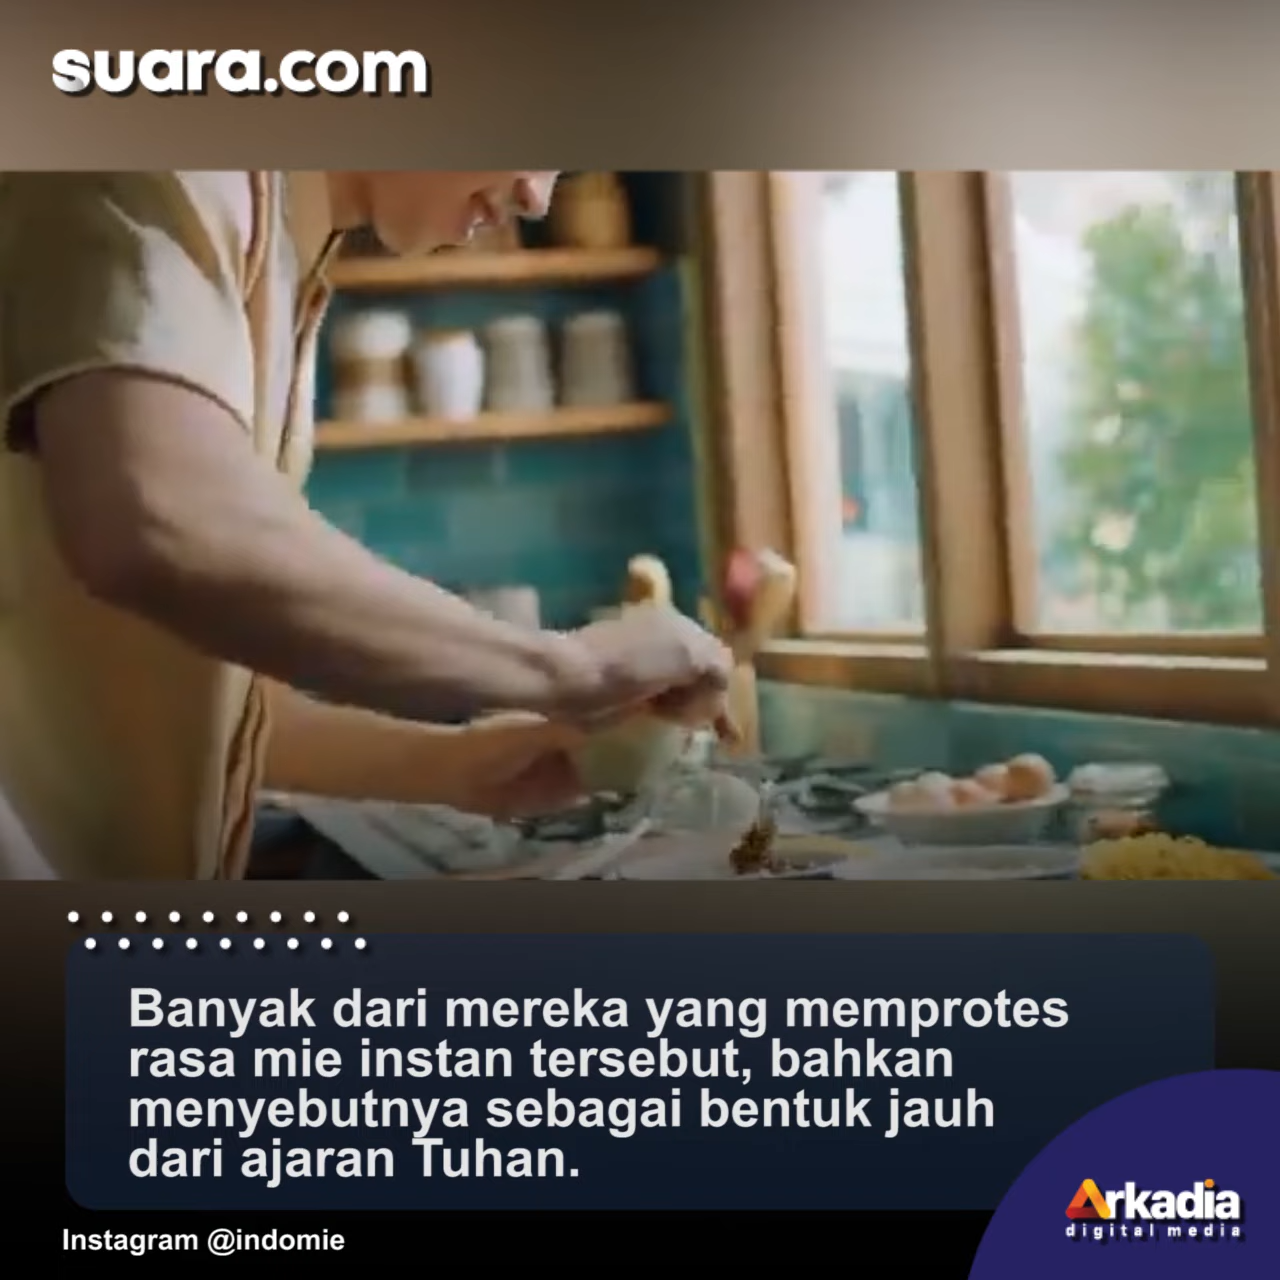 suara.com
Banyak dari mereka yang memprotes
rasa mie instan tersebut, bahkan
menyebutnya sebagai bentuk jauh
dari ajaran Tuhan.
Instagram @indomie
Arkadia
digital media